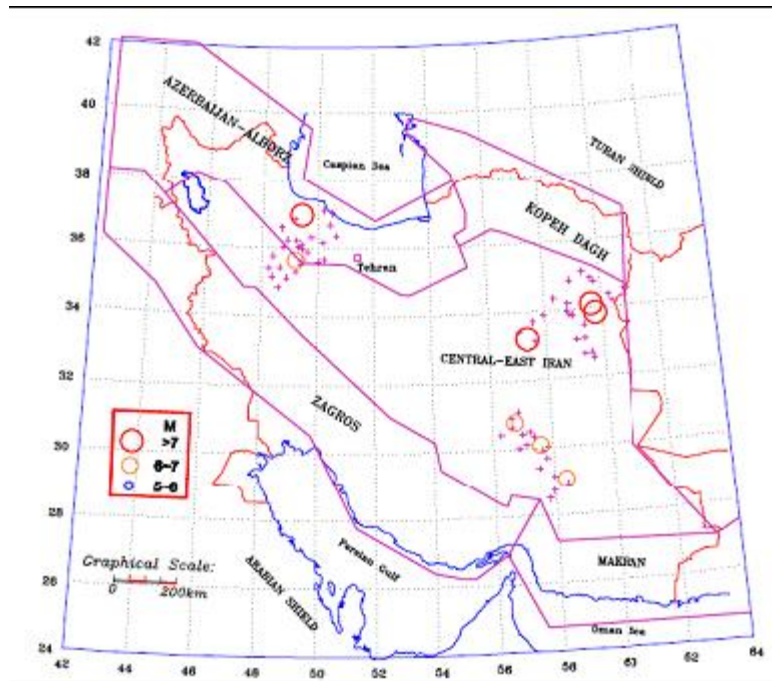 42
40
38
36
34
32
30
28
26
24
AZERBAIJAN-ALBORZ
Caspian Sea
TURAN SHIELD
KOPEH DAGH
Tehran
CENTRAL-EAST IRAN
ZAGROS
M
>7
6-7
5-6
Graphical Scale:
0 200km
ARABIAN SHIELD
Persian Gulf
MAKRAN
Oman Sea
42 44 46 48 50 52 54 56 58 61 62 64